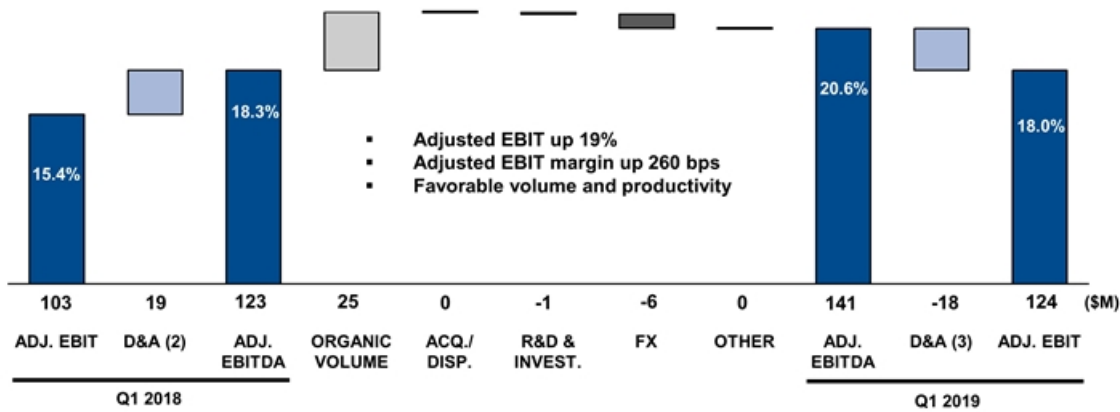 20.6%
18.3%
18.0%
15.4%
▪ Adjusted EBIT up 19%
▪ Adjusted EBIT margin up 260 bps
▪ Favorable volume and productivity
103 19 123 25 0 -1 -6 0 141 -18 124 ($M)
ADJ. EBIT D&A (2) ADJ. EBITDA ORGANIC VOLUME ACQ./ DISP. R&D & INVEST. FX OTHER ADJ. EBITDA D&A (3) ADJ. EBIT
Q1 2018 Q1 2019